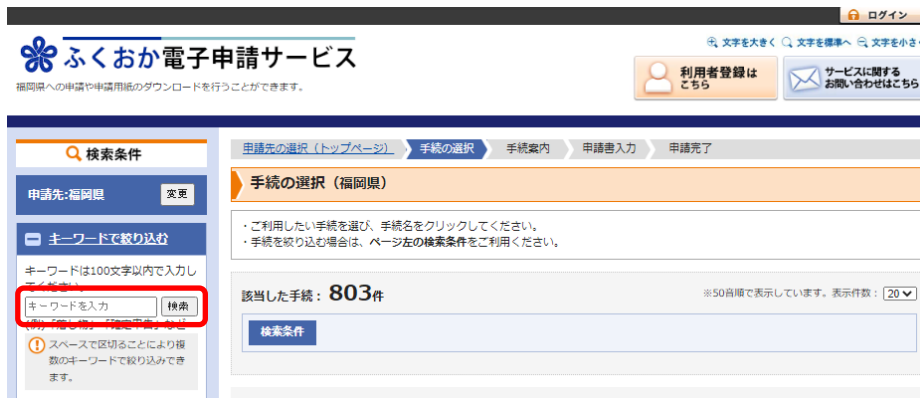 ログイン
ふくおか電子申請サービス
文字を大きく 文字を標準へ 文字を小さ
福岡県への申請や申請用紙のダウンロードを行うことができます。
利用者登録は
こちら
サービスに関する
お問い合わせはこちら
検索条件
申請先の選択（トップページ） 手続の選択 手続案内 申請書入力 申請完了
申請先:福岡県 変更
手続の選択（福岡県）
キーワードで絞り込む
・ご利用したい手続を選び、手続名をクリックしてください。
・手続を絞り込む場合は、ページ左の検索条件をご利用ください。
キーワードは100文字以内で入力し
てください
キーワードを入力 検索
スペースで区切ることにより複
数のキーワードで絞り込みでき
ます。
該当した手続： 803件
※50音順で表示しています。表示件数： 20
検索条件